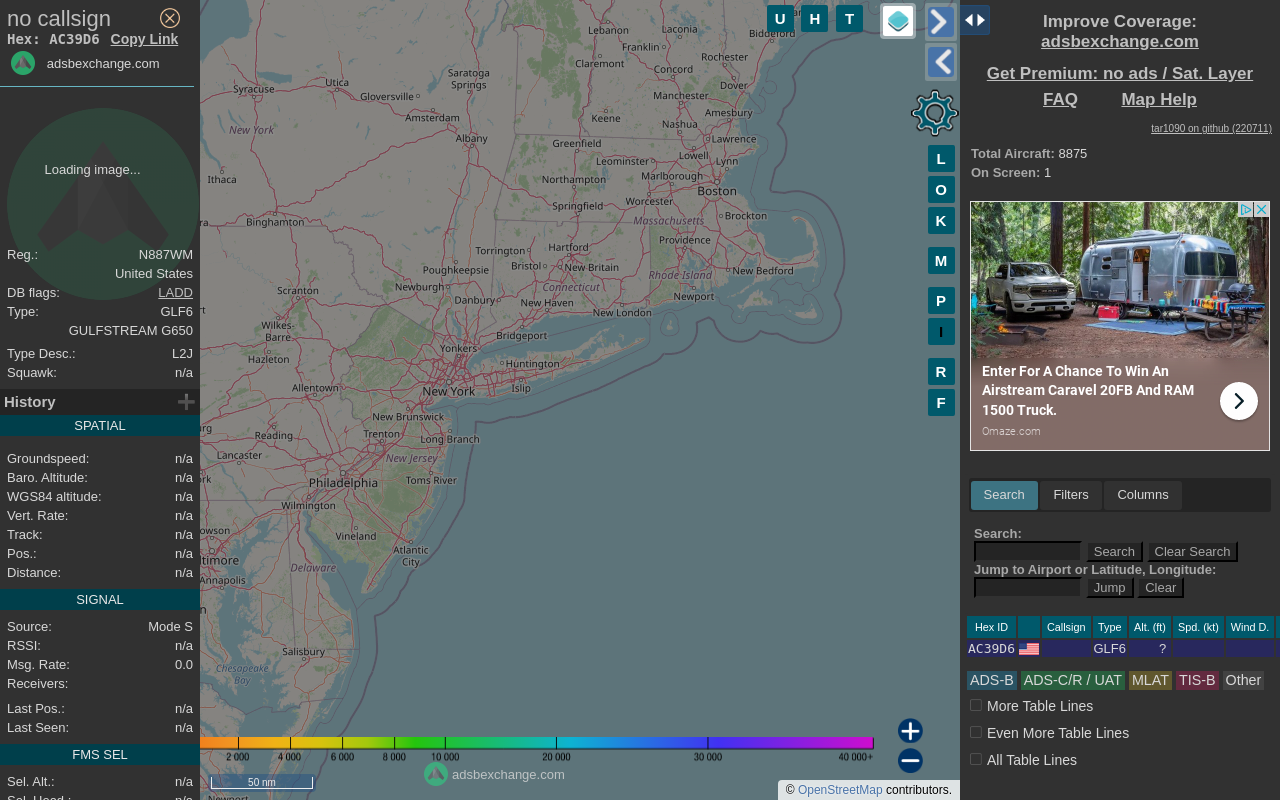 no callsign
Hex: AC39D6 Copy Link
adsbexchange.com
Loading image...
Reg.: N887WM
United States
DB flags: LADD
Type: GLF6
GULFSTREAM G650
Type Desc.: L2J
Squawk: n/a
History
SPATIAL
Groundspeed: n/a
Baro. Altitude: n/a
WGS84 altitude: n/a
Vert. Rate: n/a
Track: n/a
Pos.: n/a
Distance: n/a
SIGNAL
Source: Mode S
RSSI: n/a
Msg. Rate: 0.0
Receivers:
Last Pos.: n/a
Last Seen: n/a
FMS SEL
Sel. Alt.: n/a
U H T
Lebanon
Laconia
Franklin
Biddeford
Claremont
Rochester
Concord
Saratoga
Springs
Utica
Dover
Syracuse
Gloversville
Manchester
Amesbury
Amsterdam
Keene
Nashua
New York
Albany
Lawrence
Greenfield
Leominster
Lowell
Lynn
Ithaca
Northampton
Marlborough
Boston
Springfield
Worcester
Binghamton
Massachusetts
Brockton
Providence
Torrington
Hartford
Poughkeepsie
Bristol
New Britain
New Bedford
Rhode Island
Scranton
Newburgh
Connecticut
Danbury
New Haven
Newport
New London
Wilkes-
Barre
Bridgeport
Yonkers
Hazleton
Huntington
Allentown
New York
Islip
New Brunswick
Reading
Trenton
Long Branch
Lancaster
New Jersey
Philadelphia
Toms River
Wilmington
Vineland
Atlantic
City
Delaware
Annapolis
Salisbury
Chesapeake
Bay
L
O
K
M
P
I
R
F
2 000 4 000 6 000 8 000 10 000 20 000 30 000 40 000+
50 nm
adsbexchange.com
© OpenStreetMap contributors.
Improve Coverage:
adsbexchange.com
Get Premium: no ads / Sat. Layer
FAQ Map Help
tar1090 on github (220711)
Total Aircraft: 8875
On Screen: 1
Enter For A Chance To Win An
Airstream Caravel 20FB And RAM
1500 Truck.
Omaze.com
Search Filters Columns
Search:
Search Clear Search
Jump to Airport or Latitude, Longitude:
Jump Clear
Hex ID Callsign Type Alt. (ft) Spd. (kt) Wind D.
AC39D6 GLF6 ?
ADS-B ADS-C/R / UAT MLAT TIS-B Other
More Table Lines
Even More Table Lines
All Table Lines